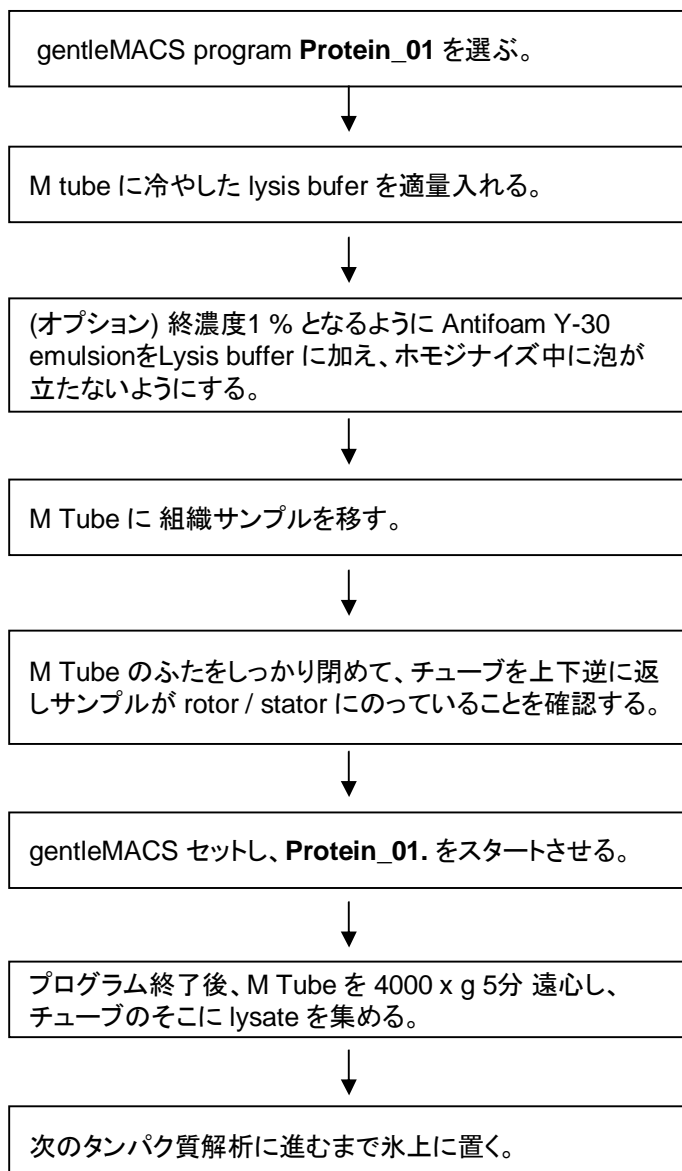 gentleMACS program Protein_01 を選ぶ。
M tube に冷やした lysis bufer を適量入れる。
(オプション) 終濃度1 % となるように Antifoam Y-30
emulsionをLysis buffer に加え、ホモジナイズ中に泡が
立たないようにする。
M Tube に 組織サンプルを移す。
M Tube のふたをしっかり閉めて、チューブを上下逆に返
しサンプルが rotor / stator にのっていることを確認する。
gentleMACS セットし、Protein_01. をスタートさせる。
プログラム終了後、M Tube を 4000 x g 5分 遠心し、
チューブのそこに lysate を集める。
次のタンパク質解析に進むまで氷上に置く。